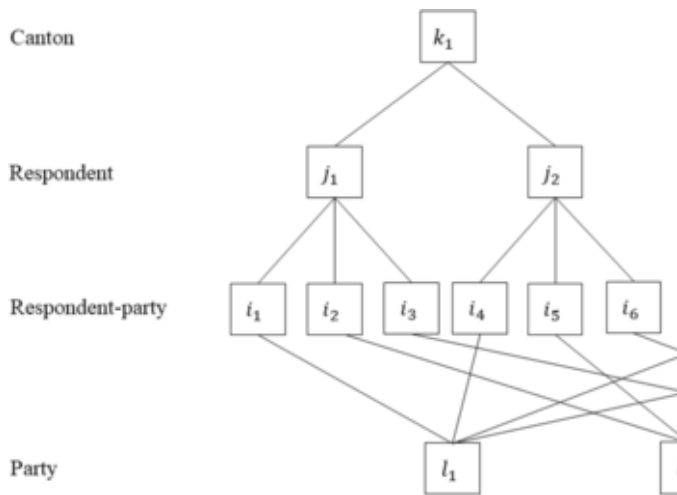 Canton
k₁
Respondent
j₁ j₂
Respondent-party
i₁ i₂ i₃ i₄ i₅ i₆
Party
l₁